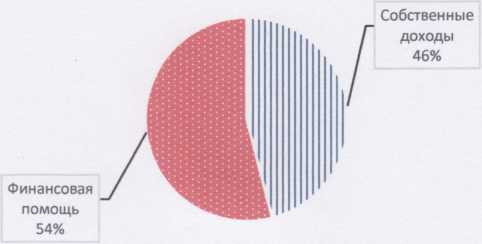 Собственные
доходы
46%
Финансовая
помощь
54%